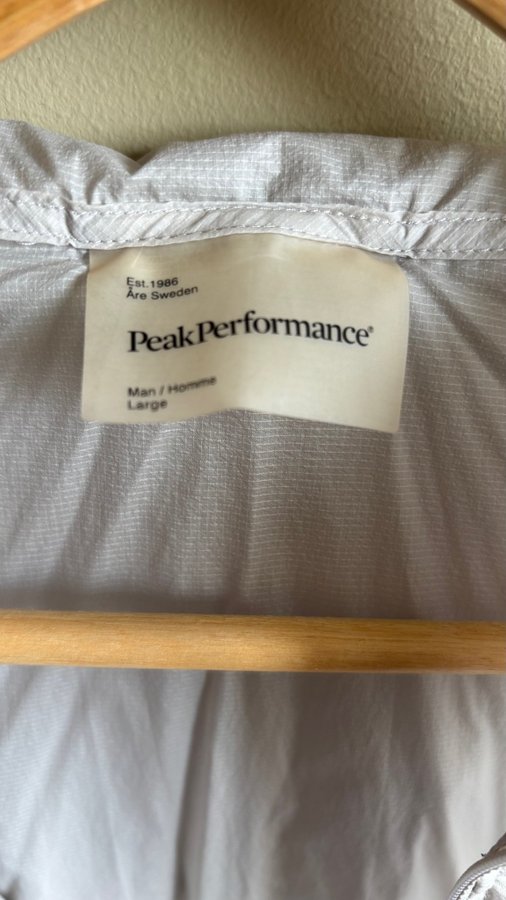 Est.1986
Åre Sweden
PeakPerformance®
Man / Homme
Large